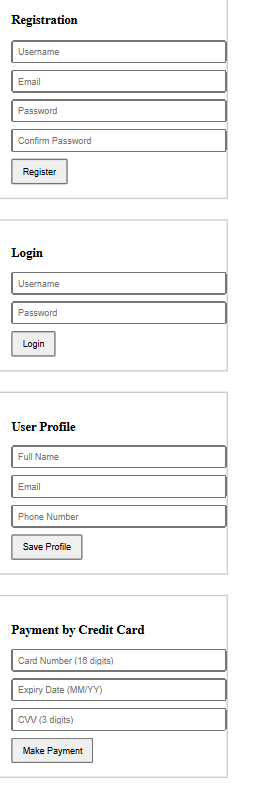 Registration
Username
Email
Password
Confirm Password
Register
Login
Username
Password
Login
User Profile
Full Name
Email
Phone Number
Save Profile
Payment by Credit Card
Card Number (16 digits)
Expiry Date (MM/YY)
CVV (3 digits)
Make Payment